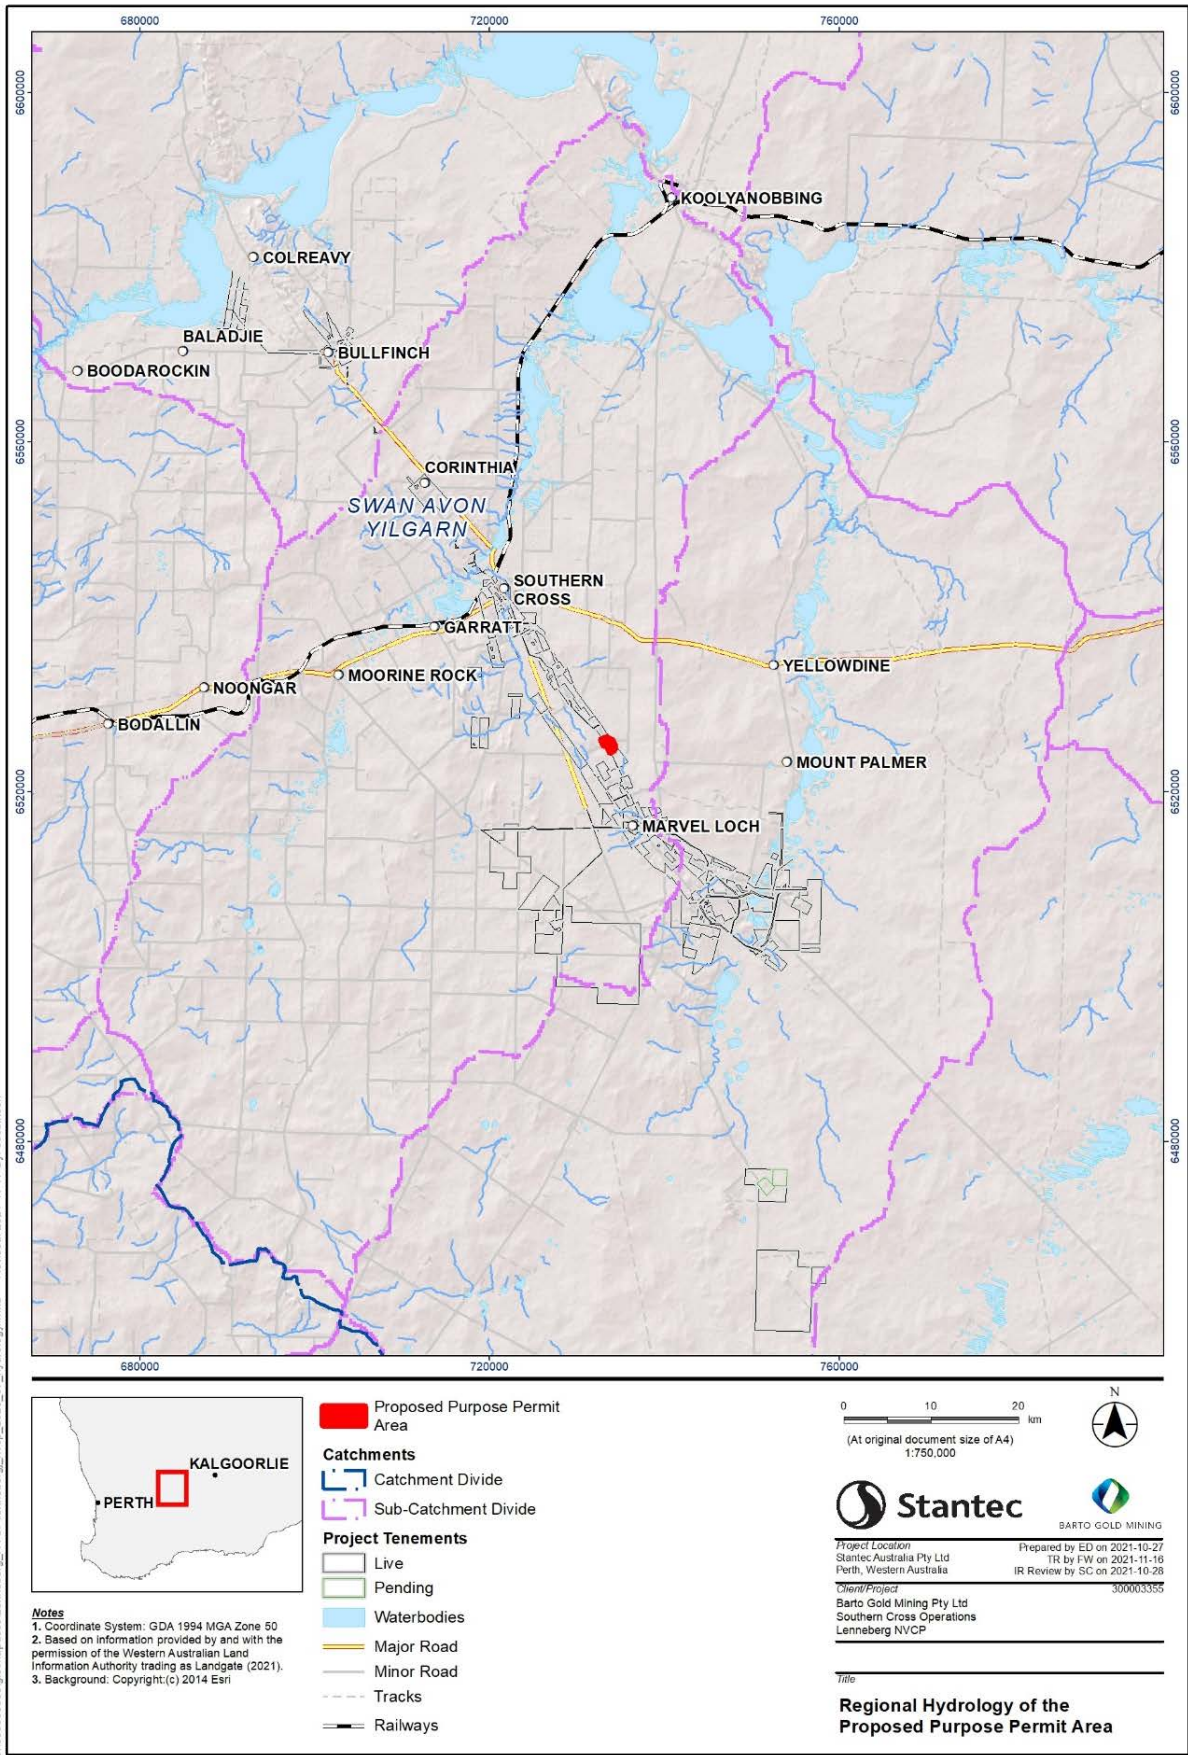 680000
720000
760000
6600000
6600000
KOOLYANOBBING
COLREAVY
BALADJIE
BULLFINCH
BOODAROCKIN
6560000
6560000
CORINTHIA
SWAN AVON
YILGARN
SOUTHERN
CROSS
GARRATT
YELLOWDINE
MOORINE ROCK
NOONGAR
BODALLIN
MOUNT PALMER
6520000
6520000
MARVEL LOCH
6480000
6480000
680000
720000
760000
KALGOORLIE
PERTH
Notes
1. Coordinate System: GDA 1994 MGA Zone 50
2. Based on information provided by and with the
permission of the Western Australian Land
Information Authority trading as Landgate (2021).
3. Background: Copyright:(c) 2014 Esri
Proposed Purpose Permit
Area
Catchments
Catchment Divide
Sub-Catchment Divide
Project Tenements
Live
Pending
Waterbodies
Major Road
Minor Road
Tracks
Railways
0 10 20
km
(At original document size of A4)
1:750,000
N
Stantec
BARTO GOLD MINING
Project Location
Stantec Australia Pty Ltd
Perth, Western Australia
Prepared by ED on 2021-10-27
TR by FW on 2021-11-16
IR Review by SC on 2021-10-28
Client/Project
300003355
Barto Gold Mining Pty Ltd
Southern Cross Operations
Lenneberg NVCP
Title
Regional Hydrology of the
Proposed Purpose Permit Area